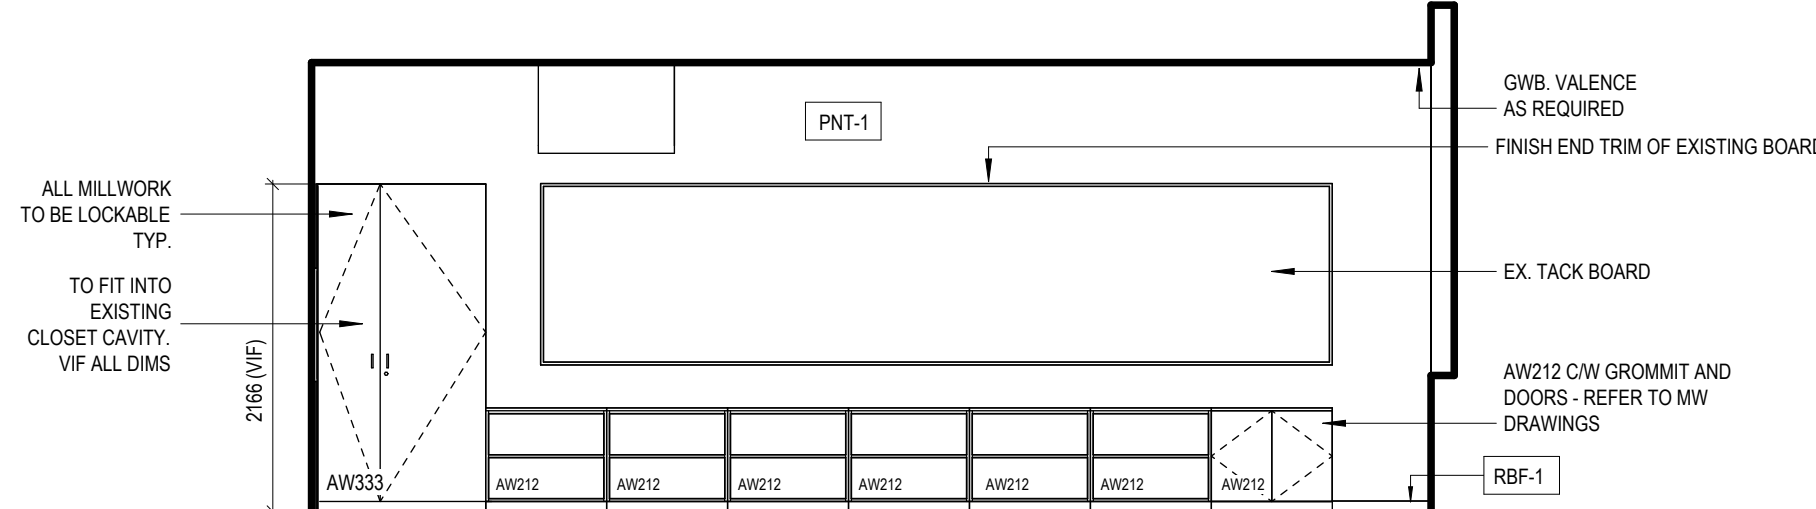 GWB. VALENCE
AS REQUIRED
PNT-1
FINISH END TRIM OF EXISTING BOARD
ALL MILLWORK
TO BE LOCKABLE
TYP.
TO FIT INTO
EXISTING
CLOSET CAVITY.
VIF ALL DIMS
2166 (VIF)
EX. TACK BOARD
AW212 C/W GROMMIT AND
DOORS - REFER TO MW
DRAWINGS
RBF-1
AW333
AW212
AW212
AW212
AW212
AW212
AW212
AW212